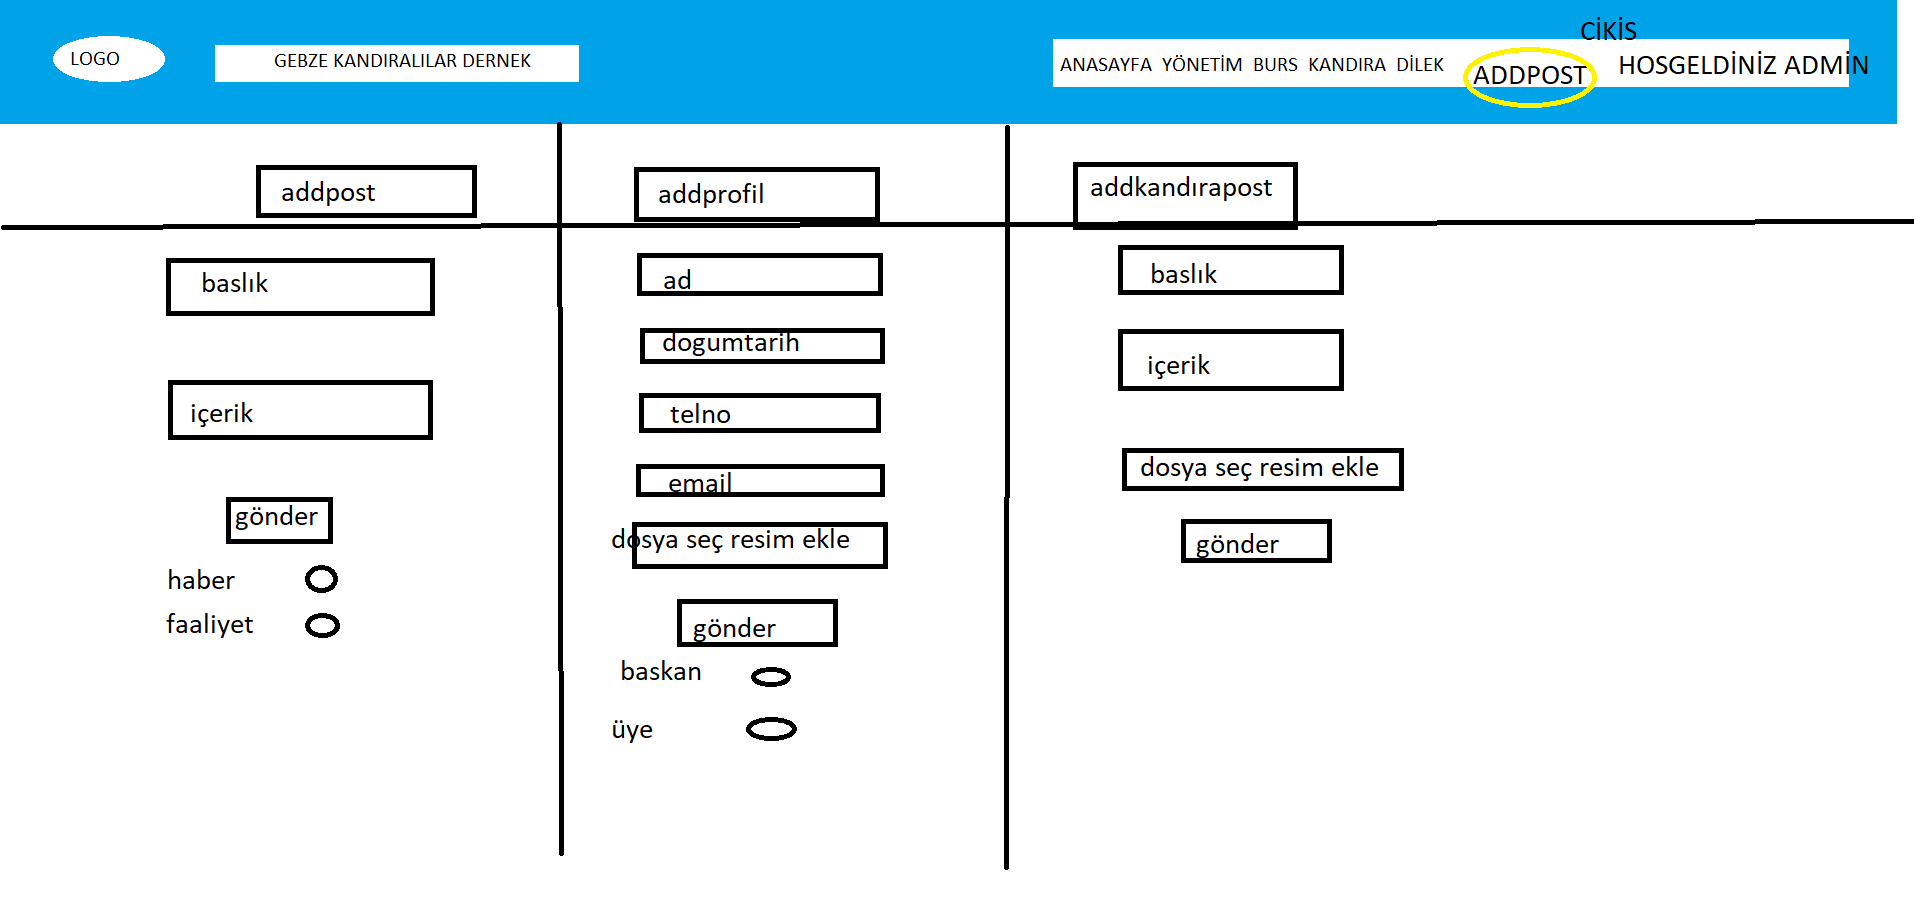 LOGO
GEBZE KANDIRALILAR DERNEK
ANASAYFA YÖNETİM BURS KANDIRA DİLEK
ADDPOST
CİKİS
HOSGELDİNİZ ADMİN
addpost
baslık
içerik
gönder
haber
faaliyet
addprofil
ad
dogumtarih
telno
email
dosya seç resim ekle
gönder
baskan
üye
addkandırapost
baslık
içerik
dosya seç resim ekle
gönder